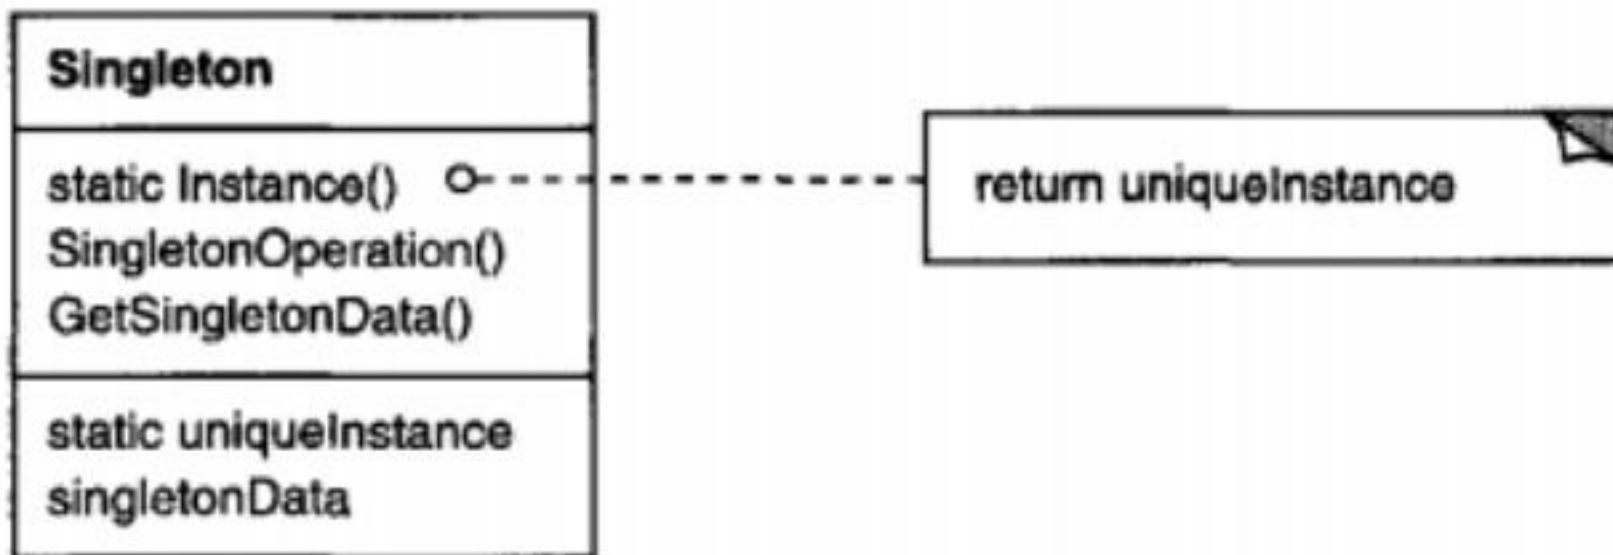 Singleton
static Instance()
SingletonOperation()
GetSingletonData()
static uniqueInstance
singletonData
return uniqueInstance